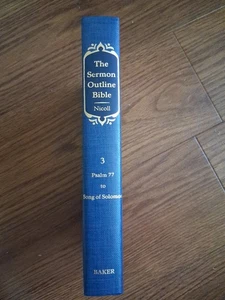 The
Sermon
Outline
Bible
Nicoll
3
Psalm 77
to
Song of Solomon
BAKER